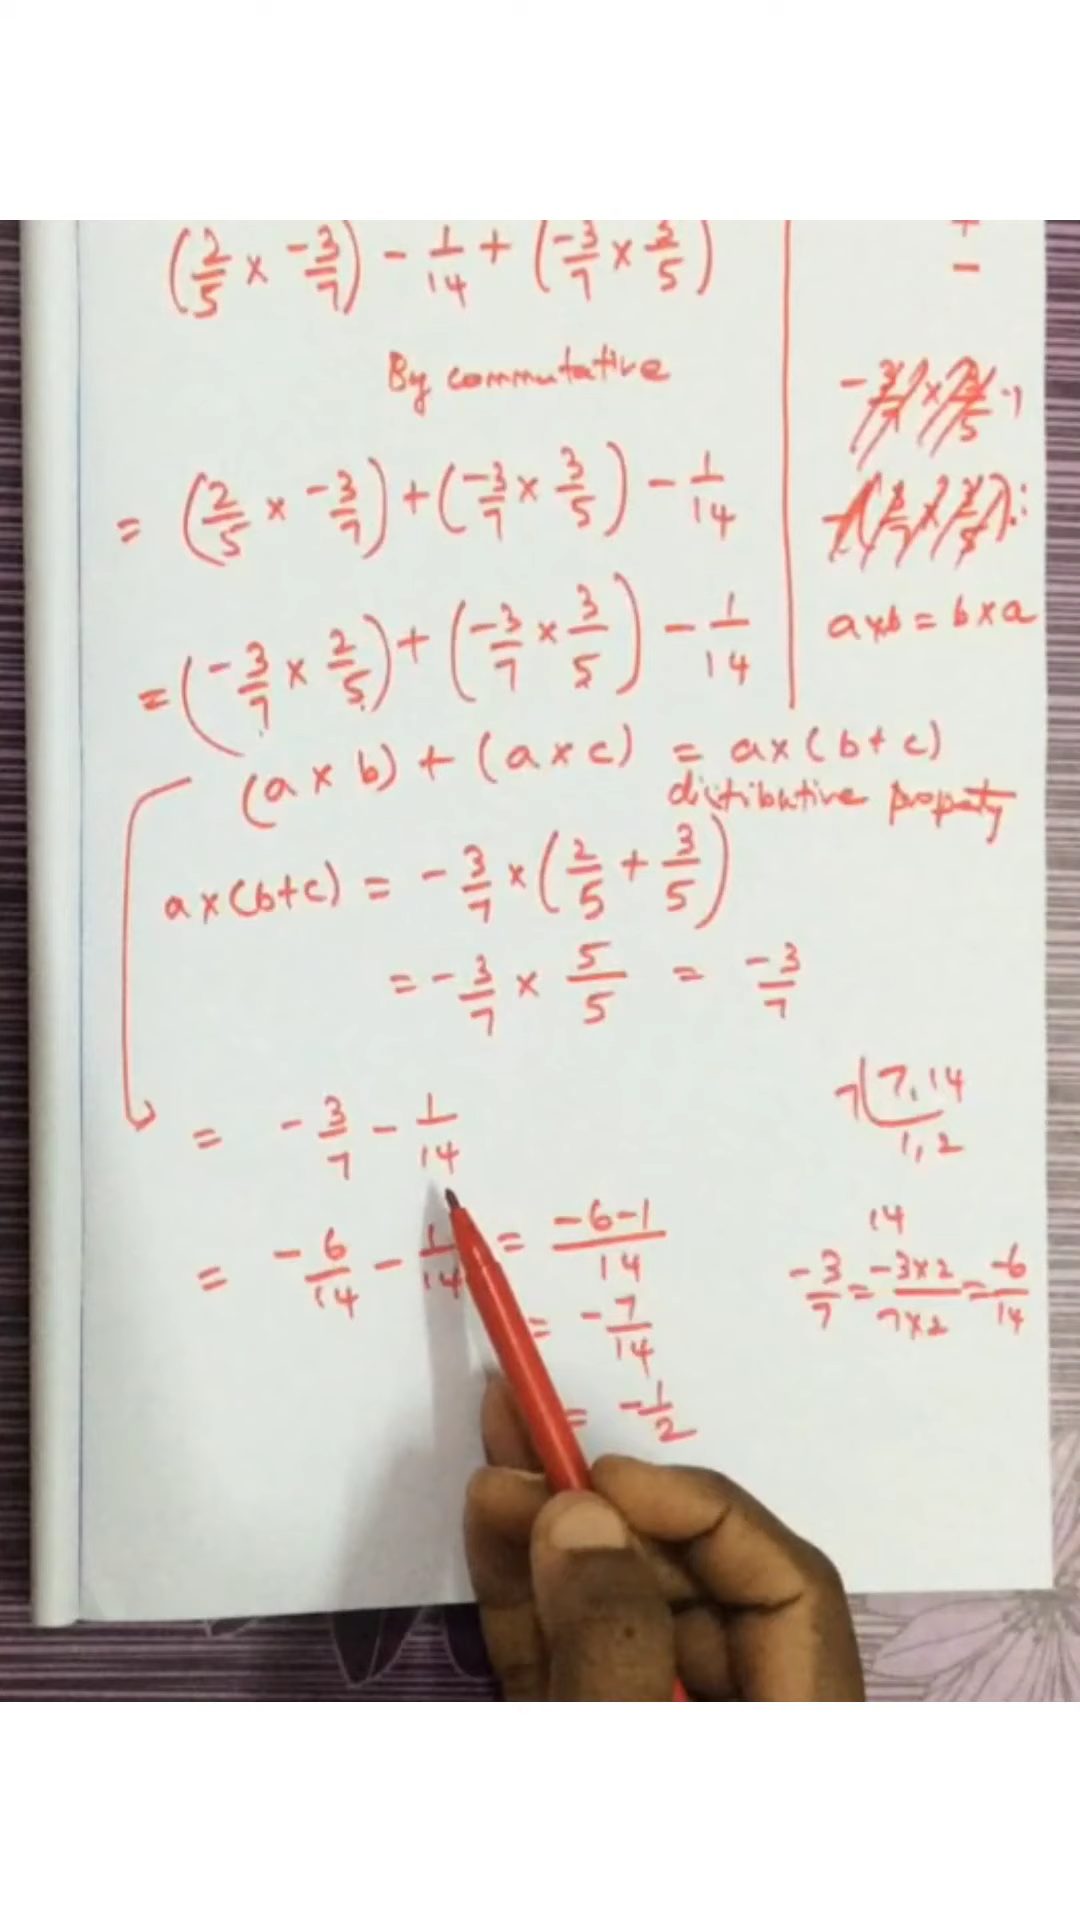 (2/5 × -3/7) - 1/14 + (-3/7 × 3/5)
+
-
By commutative
= (2/5 × -3/7) + (-3/7 × 3/5) - 1/14
= (-3/7 × 2/5) + (-3/7 × 3/5) - 1/14
a×b = b×a
(a × b) + (a × c) = a×(b+c)
distibutive propety
a×(b+c) = -3/7 × (2/5 + 3/5)
= -3/7 × 5/5 = -3/7
7 7, 14
1, 2
= -3/7 - 1/14
14
= -6/14 - 1/14 = -6-1/14
-3/7 = -3×2/7×2 = -6/14
= -7/14
= -1/2